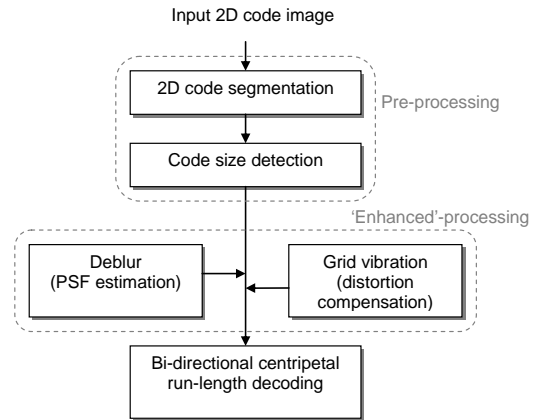 Input 2D code image
2D code segmentation
Pre-processing
Code size detection
‘Enhanced’-processing
Deblur
(PSF estimation)
Grid vibration
(distortion
compensation)
Bi-directional centripetal
run-length decoding